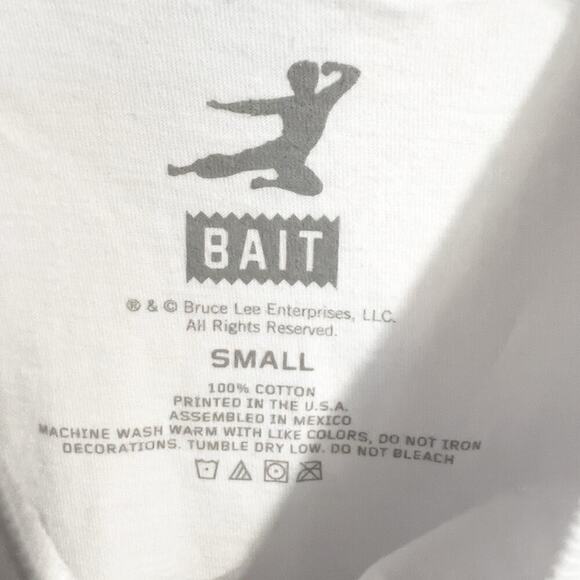 BAIT
® & © Bruce Lee Enterprises, LLC.
All Rights Reserved.
SMALL
100% COTTON
PRINTED IN THE U.S.A.
ASSEMBLED IN MEXICO
MACHINE WASH WARM WITH LIKE COLORS, DO NOT IRON
DECORATIONS. TUMBLE DRY LOW. DO NOT BLEACH